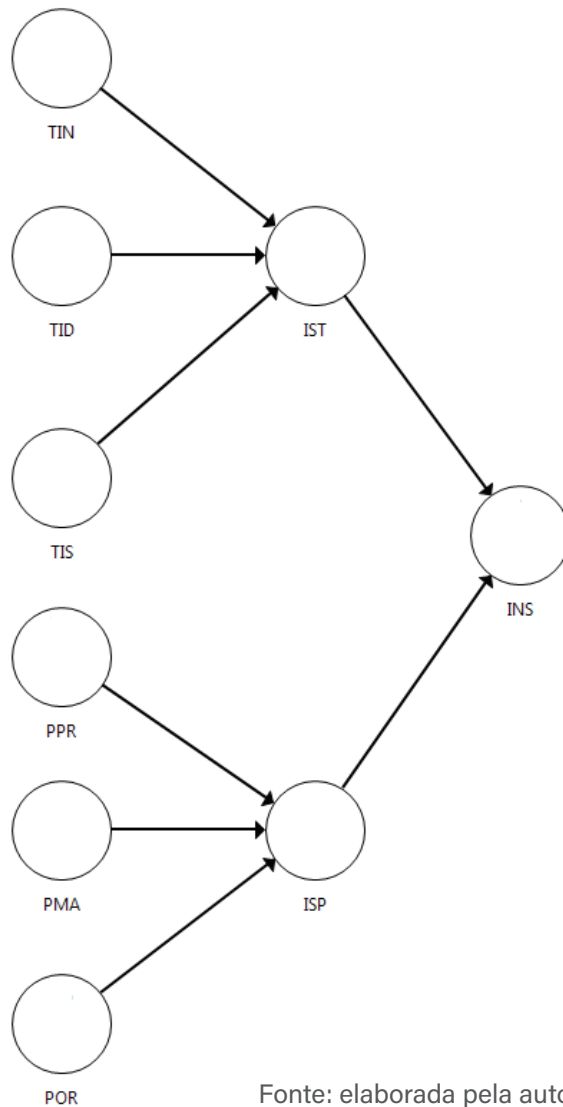 TIN
TID
IST
TIS
INS
PPR
PMA
ISP
POR
Fonte: elaborada pela